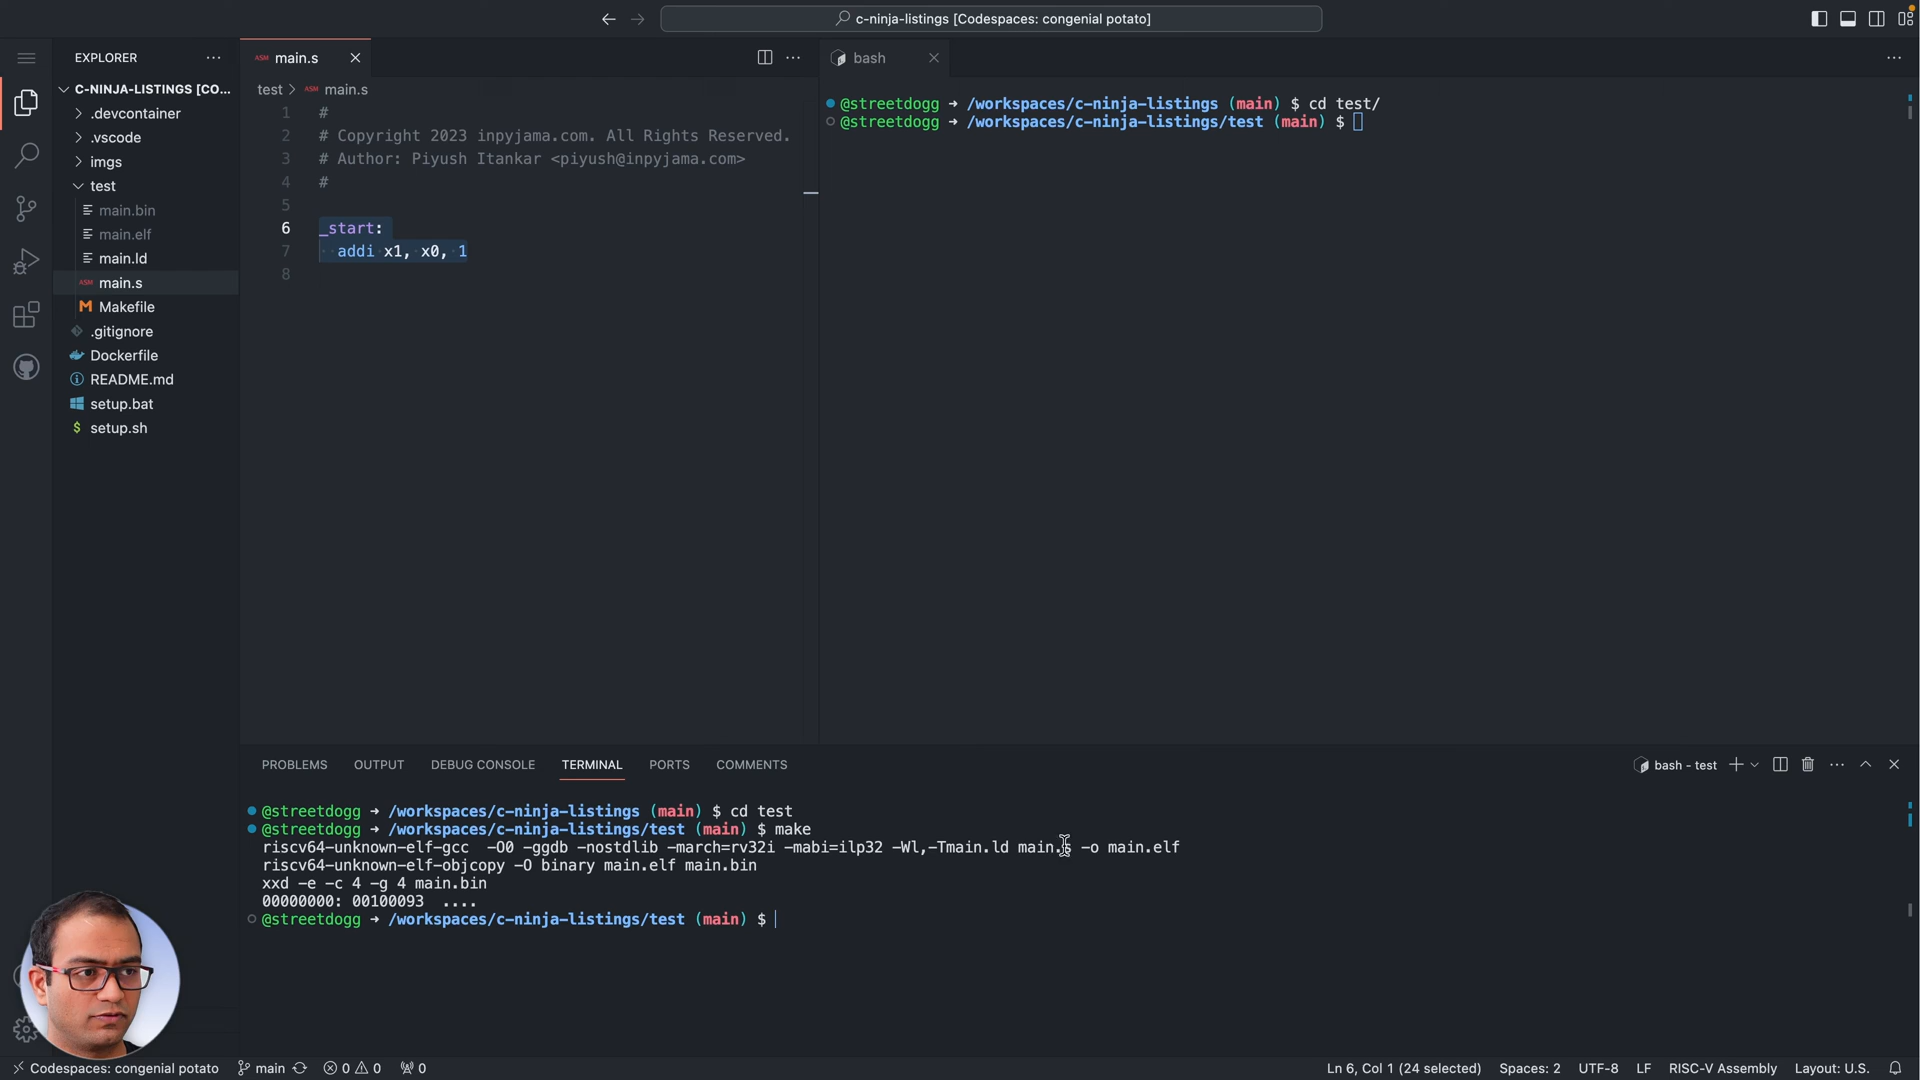 c-ninja-listings [Codespaces: congenial potato]
EXPLORER
C-NINJA-LISTINGS [CO...
.devcontainer
.vscode
imgs
test
main.bin
main.elf
main.ld
ASM main.s
M Makefile
.gitignore
Dockerfile
README.md
setup.bat
$ setup.sh
ASM main.s
test > ASM main.s
1 #
2 # Copyright 2023 inpyjama.com. All Rights Reserved.
3 # Author: Piyush Itankar <piyush@inpyjama.com>
4 #
5
6 _start:
7 addi x1, x0, 1
8
bash
@streetdogg → /workspaces/c-ninja-listings (main) $ cd test/
@streetdogg → /workspaces/c-ninja-listings/test (main) $
PROBLEMS OUTPUT DEBUG CONSOLE TERMINAL PORTS COMMENTS
bash - test
@streetdogg → /workspaces/c-ninja-listings (main) $ cd test
@streetdogg → /workspaces/c-ninja-listings/test (main) $ make
riscv64-unknown-elf-gcc -O0 -ggdb -nostdlib -march=rv32i -mabi=ilp32 -Wl,-Tmain.ld main.s -o main.elf
riscv64-unknown-elf-objcopy -O binary main.elf main.bin
xxd -e -c 4 -g 4 main.bin
00000000: 00100093 ....
@streetdogg → /workspaces/c-ninja-listings/test (main) $
Codespaces: congenial potato main 0 0 0 Ln 6, Col 1 (24 selected) Spaces: 2 UTF-8 LF RISC-V Assembly Layout: U.S.